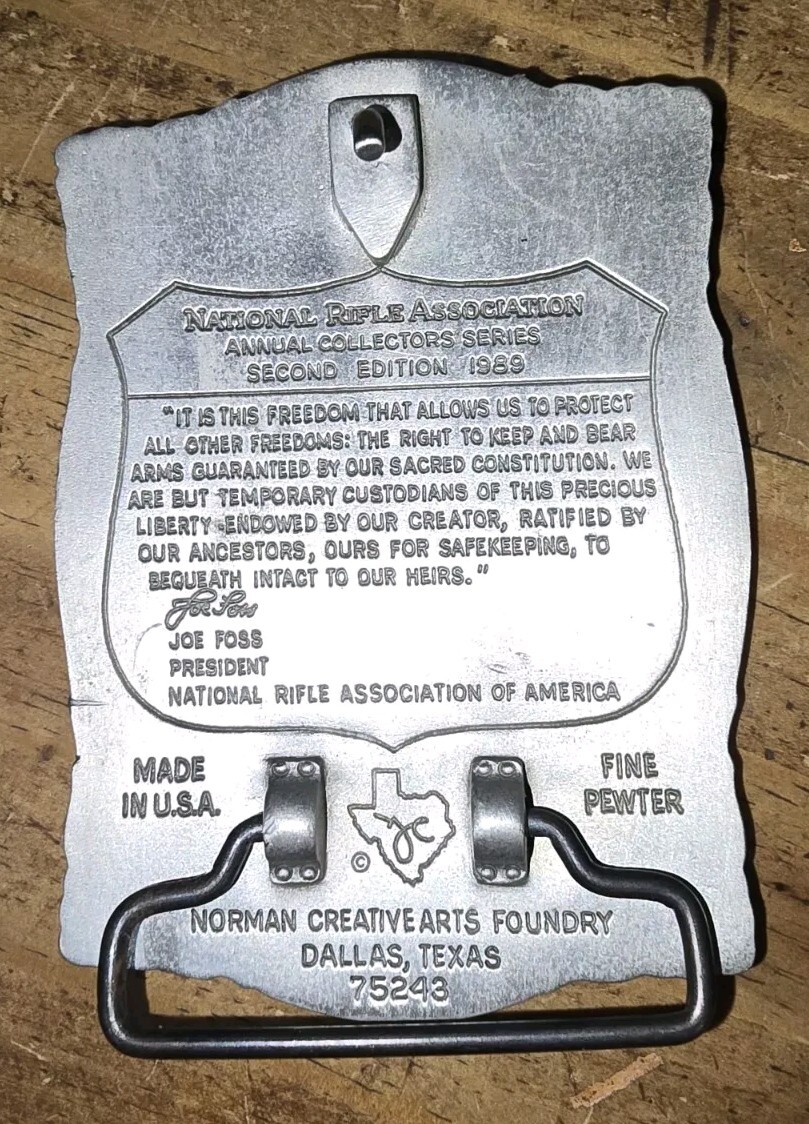 NATIONAL RIFLE ASSOCIATION
ANNUAL COLLECTORS SERIES
SECOND EDITION 1989
"IT IS THIS FREEDOM THAT ALLOWS US TO PROTECT
ALL OTHER FREEDOMS: THE RIGHT TO KEEP AND BEAR
ARMS GUARANTEED BY OUR SACRED CONSTITUTION. WE
ARE BUT TEMPORARY CUSTODIANS OF THIS PRECIOUS
LIBERTY ENDOWED BY OUR CREATOR, RATIFIED BY
OUR ANCESTORS, OURS FOR SAFEKEEPING, TO
BEQUEATH INTACT TO OUR HEIRS."
Joe Foss
JOE FOSS
PRESIDENT
NATIONAL RIFLE ASSOCIATION OF AMERICA
MADE
IN U.S.A.
FINE
PEWTER
©
NORMAN CREATIVE ARTS FOUNDRY
DALLAS, TEXAS
75243